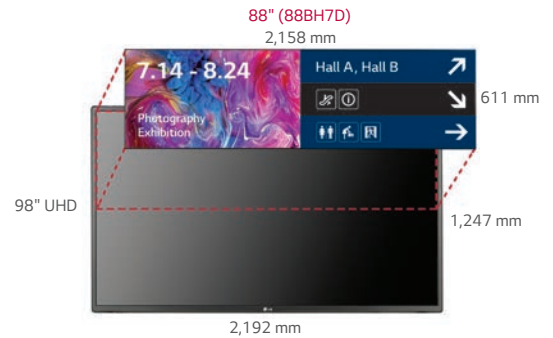 88" (88BH7D)
2,158 mm
7.14 - 8.24
Photography
Exhibition
Hall A, Hall B
611 mm
98" UHD
1,247 mm
2,192 mm
LG